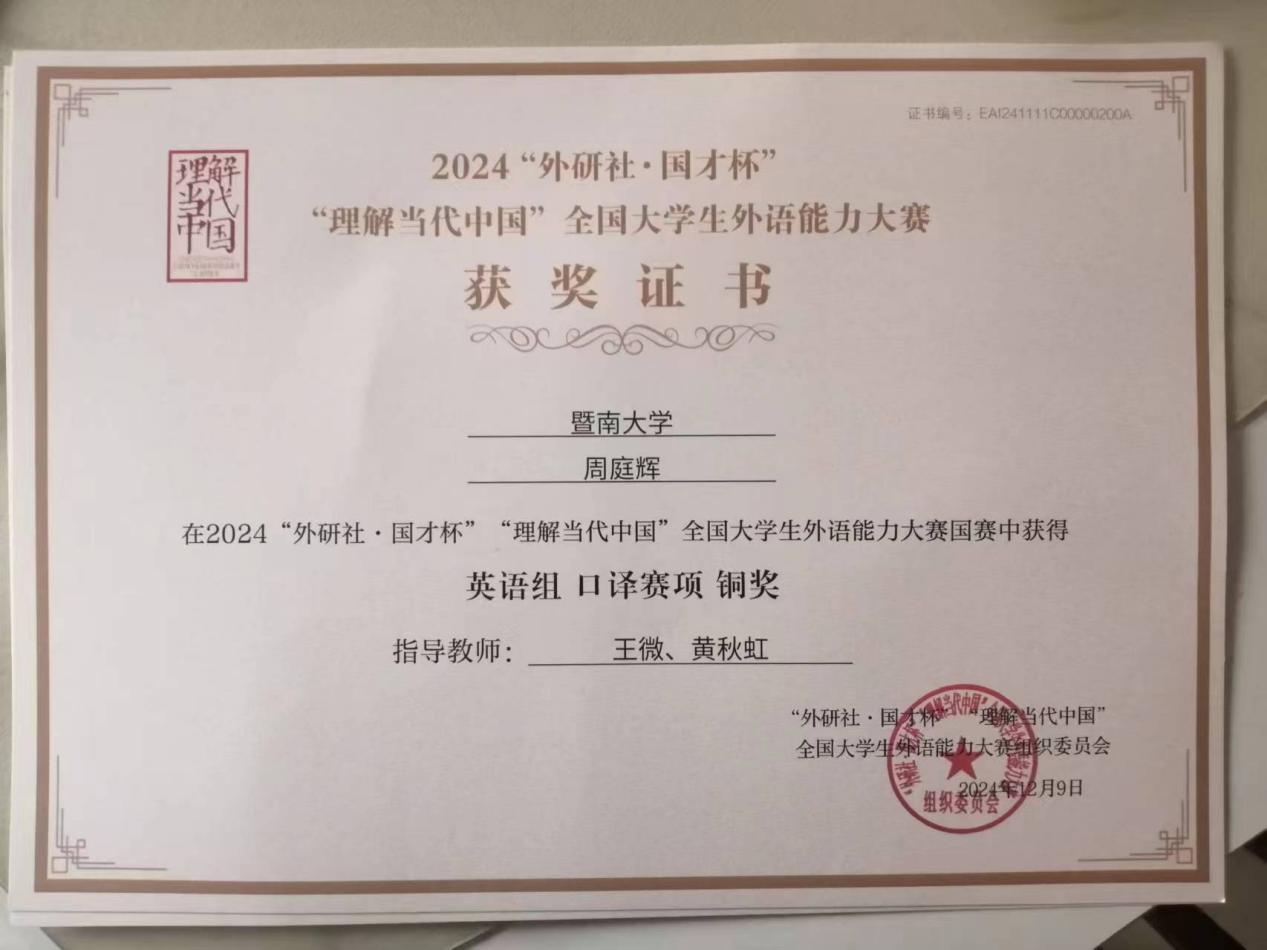 证书编号：EAI241111C00000200A
理解
当代
中国
2024“外研社·国才杯”
“理解当代中国”全国大学生外语能力大赛
获奖证书
暨南大学
周庭辉
在2024“外研社·国才杯”“理解当代中国”全国大学生外语能力大赛国赛中获得
英语组 口译赛项 铜奖
指导教师：王微、黄秋虹
“外研社·国才杯”“理解当代中国”
全国大学生外语能力大赛组织委员会
2024年12月9日
组织委员会